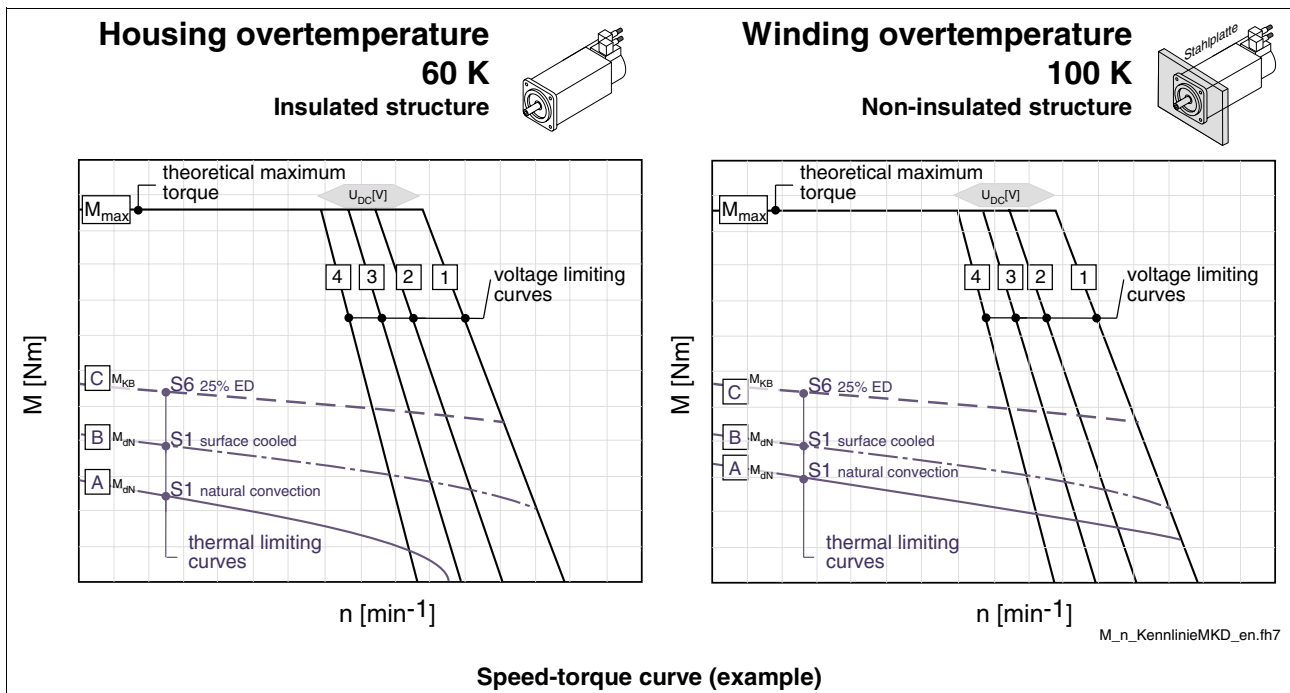 Housing overtemperature
60 K
Insulated structure
Winding overtemperature
100 K
Non-insulated structure
Stahlplatte
theoretical maximum
torque
U_DC[V]
M_max
4 3 2 1
voltage limiting
curves
M [Nm]
C M_KB S6 25% ED
B M_dN S1 surface cooled
A M_dN S1 natural convection
thermal limiting
curves
n [min-1]
theoretical maximum
torque
U_DC[V]
M_max
4 3 2 1
voltage limiting
curves
M [Nm]
C M_KB S6 25% ED
B M_dN S1 surface cooled
A M_dN S1 natural convection
thermal limiting
curves
n [min-1]
M_n_KennlinieMKD_en.fh7
Speed-torque curve (example)